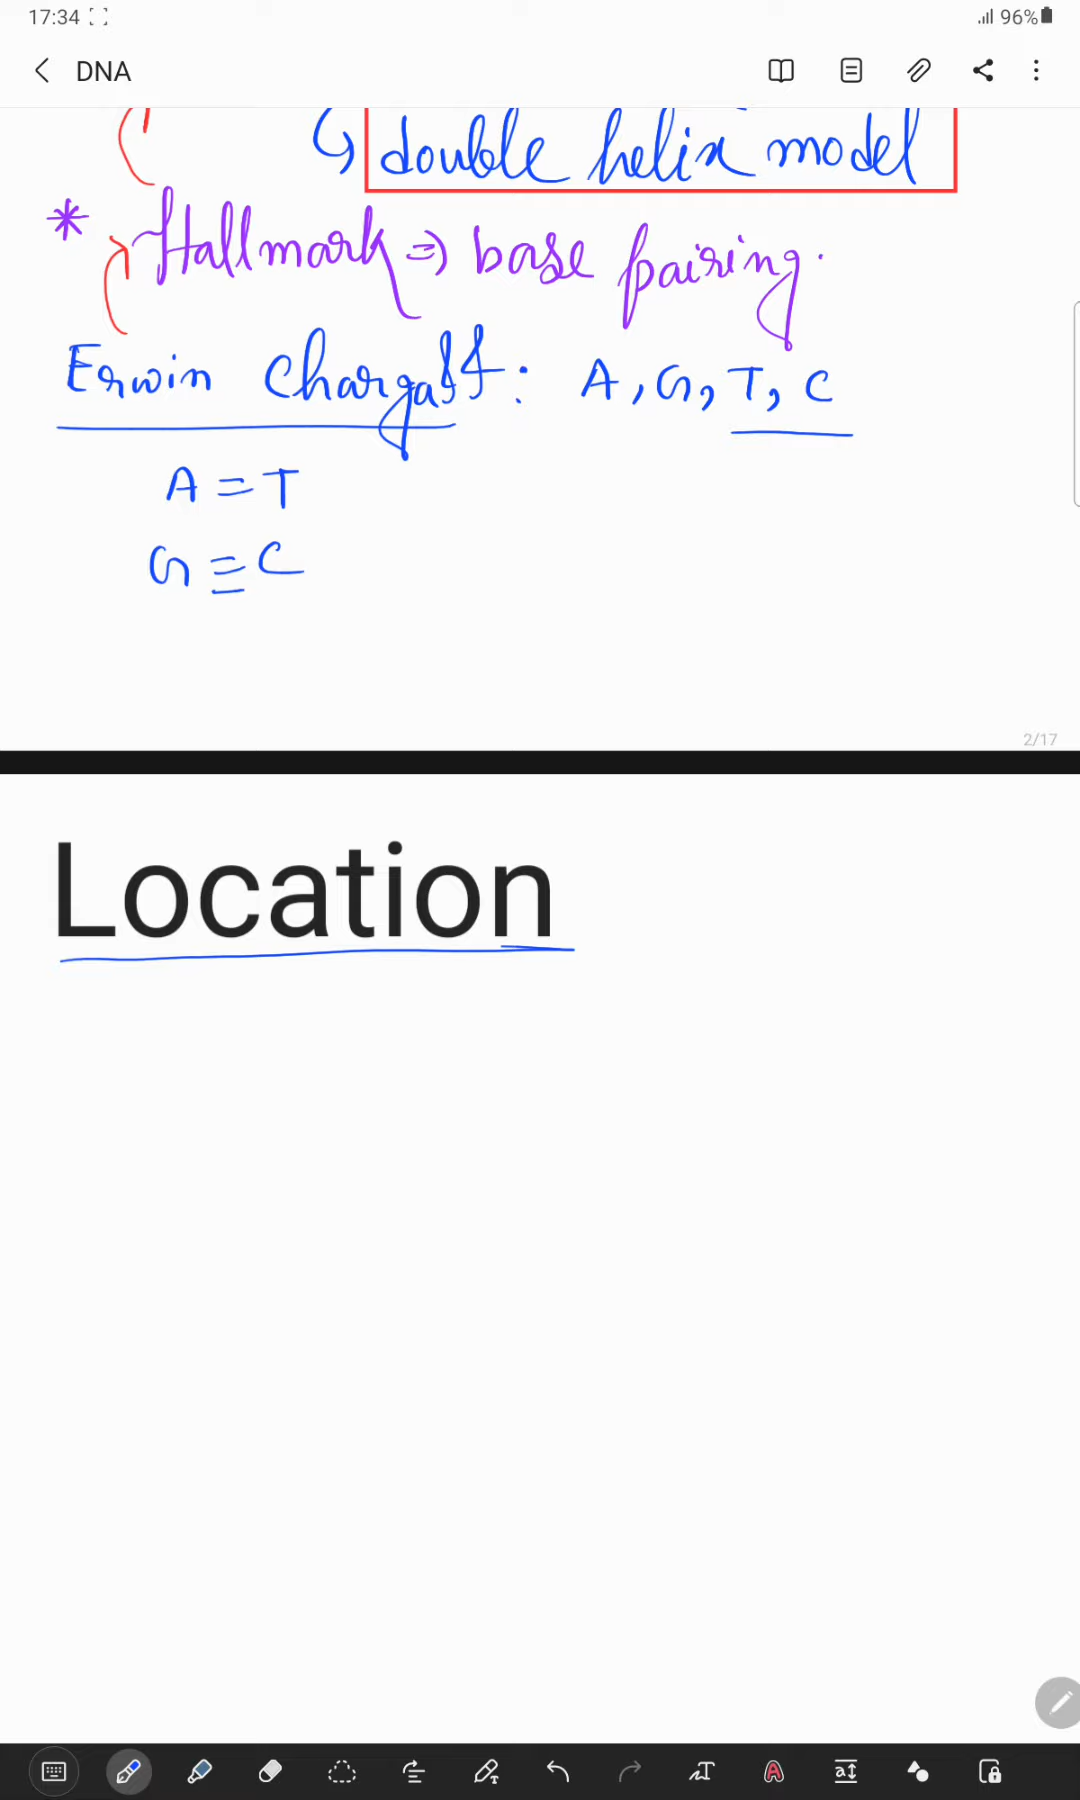 17:34 96%
DNA
double helix model
* Hallmark => base pairing.
Erwin Chargaff: A, G, T, C
A = T
G ≡ C
2/17
Location